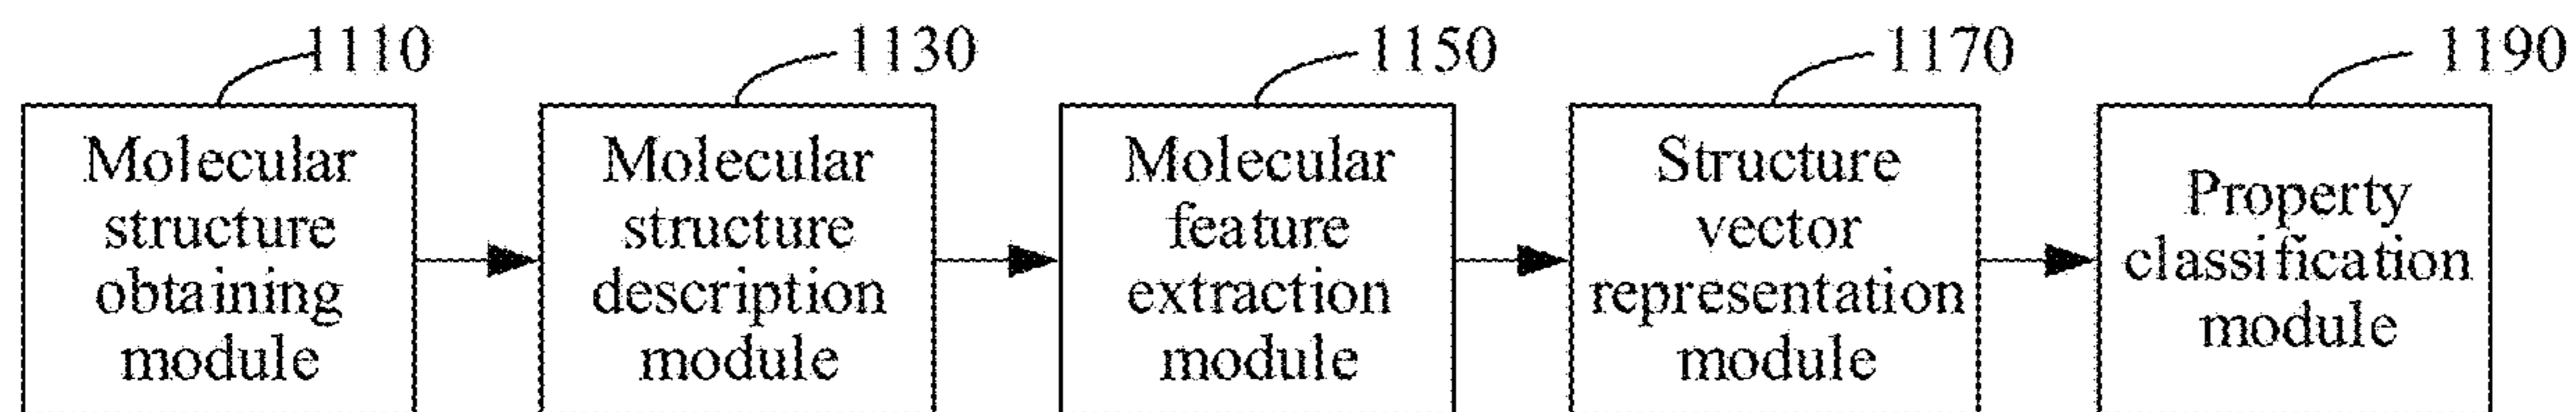 1110
1130
1150
1170
1190
Molecular
structure
obtaining
module
Molecular
structure
description
module
Molecular
feature
extraction
module
Structure
vector
representation
module
Property
classification
module